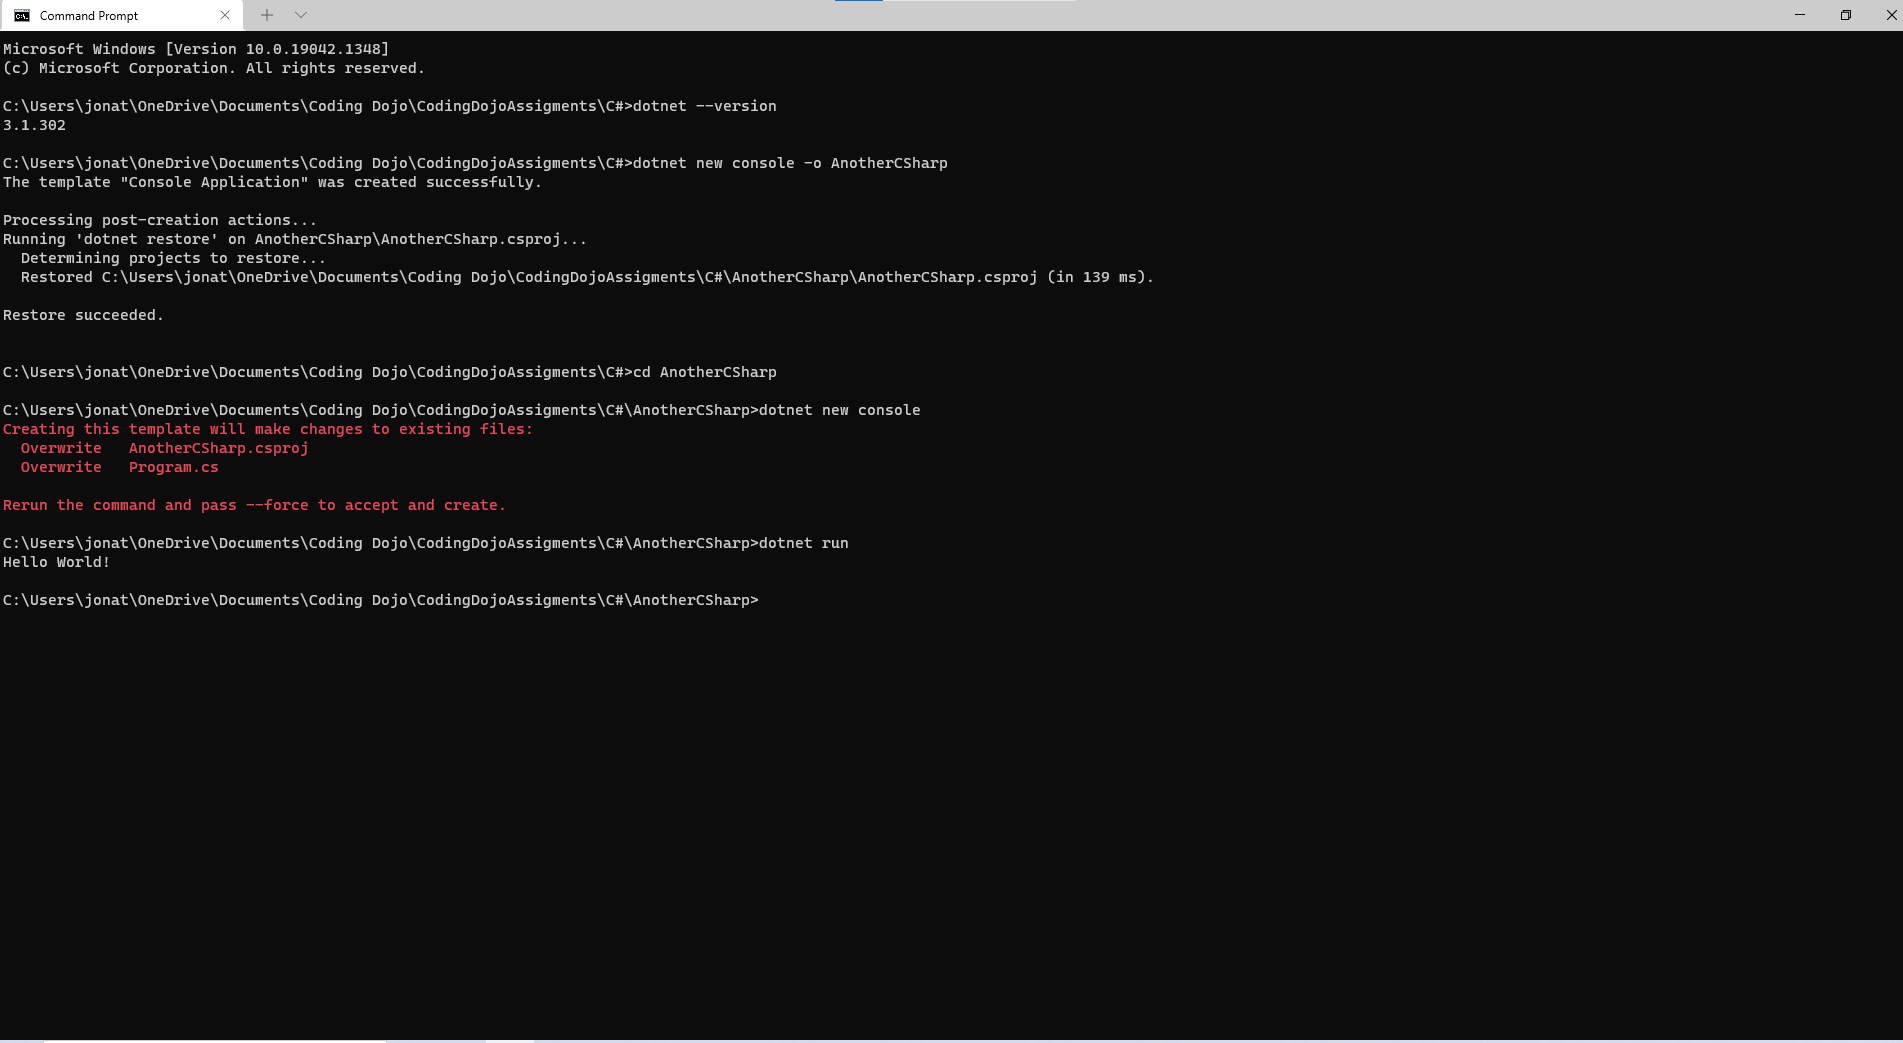 Command Prompt
Microsoft Windows [Version 10.0.19042.1348]
(c) Microsoft Corporation. All rights reserved.
C:\Users\jonat\OneDrive\Documents\Coding Dojo\CodingDojoAssigments\C#>dotnet --version
3.1.302
C:\Users\jonat\OneDrive\Documents\Coding Dojo\CodingDojoAssigments\C#>dotnet new console -o AnotherCSharp
The template "Console Application" was created successfully.
Processing post-creation actions...
Running 'dotnet restore' on AnotherCSharp\AnotherCSharp.csproj...
  Determining projects to restore...
  Restored C:\Users\jonat\OneDrive\Documents\Coding Dojo\CodingDojoAssigments\C#\AnotherCSharp\AnotherCSharp.csproj (in 139 ms).
Restore succeeded.
C:\Users\jonat\OneDrive\Documents\Coding Dojo\CodingDojoAssigments\C#>cd AnotherCSharp
C:\Users\jonat\OneDrive\Documents\Coding Dojo\CodingDojoAssigments\C#\AnotherCSharp>dotnet new console
Creating this template will make changes to existing files:
  Overwrite   AnotherCSharp.csproj
  Overwrite   Program.cs
Rerun the command and pass --force to accept and create.
C:\Users\jonat\OneDrive\Documents\Coding Dojo\CodingDojoAssigments\C#\AnotherCSharp>dotnet run
Hello World!
C:\Users\jonat\OneDrive\Documents\Coding Dojo\CodingDojoAssigments\C#\AnotherCSharp>